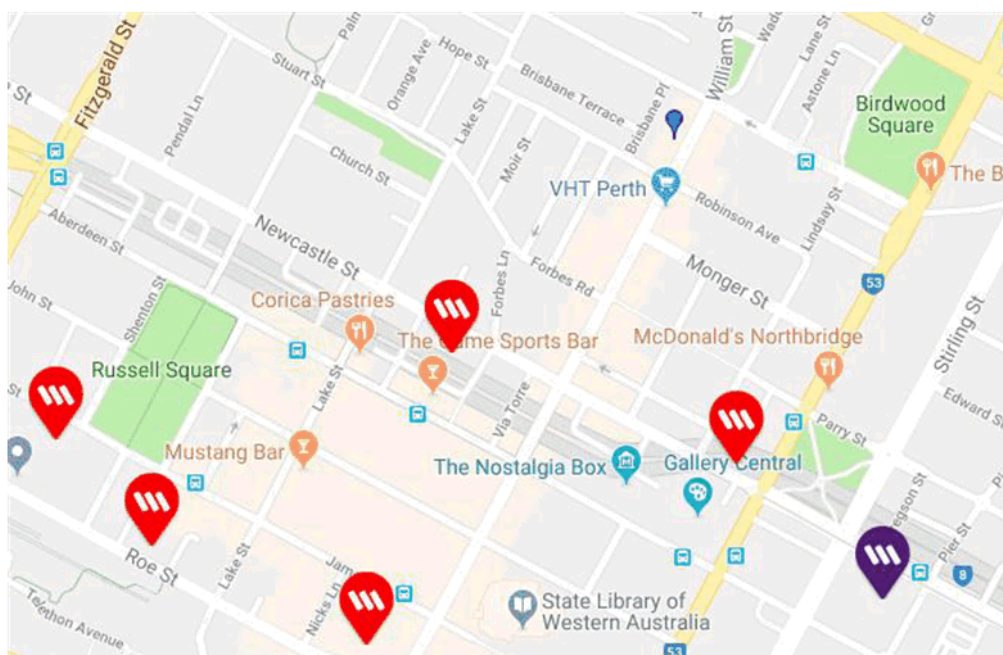 Fitzgerald St
Palm
Hope St
Orange Ave
Stuart St
Lake St
Brisbane Terrace
Brisbane Pl
William St
Lane St
Astone Ln
Birdwood
Square
The B
Pendal Ln
Church St
Moir St
VHT Perth
Robinson Ave
Lindsay St
Aberdeen St
Newcastle St
Forbes Ln
Forbes Rd
Monger St
53
Stirling St
John St
Shenton St
Corica Pastries
The Game Sports Bar
McDonald's Northbridge
Russell Square
Lake St
Via Torre
Edward St
Parry St
Mustang Bar
The Nostalgia Box
Gallery Central
Pier St
Roe St
Lake St
Nicks Ln
8
State Library of
Western Australia
53